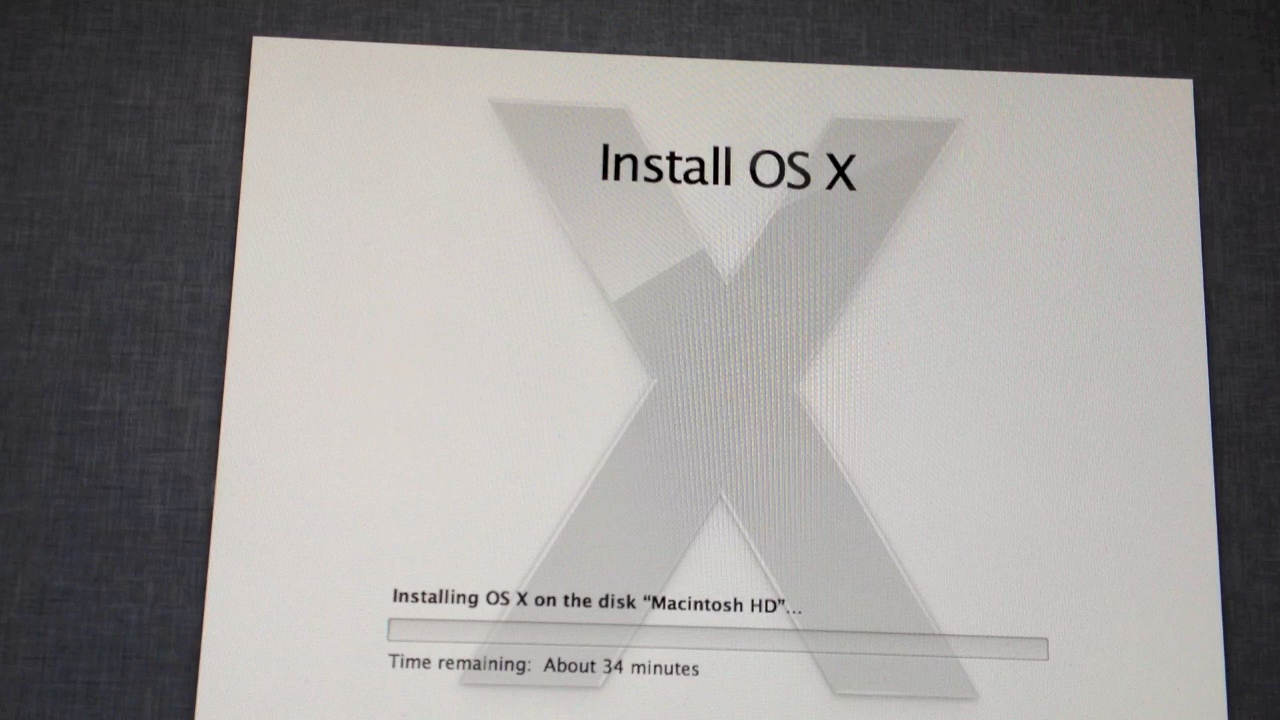 Install OS X
Installing OS X on the disk “Macintosh HD”...
Time remaining: About 34 minutes